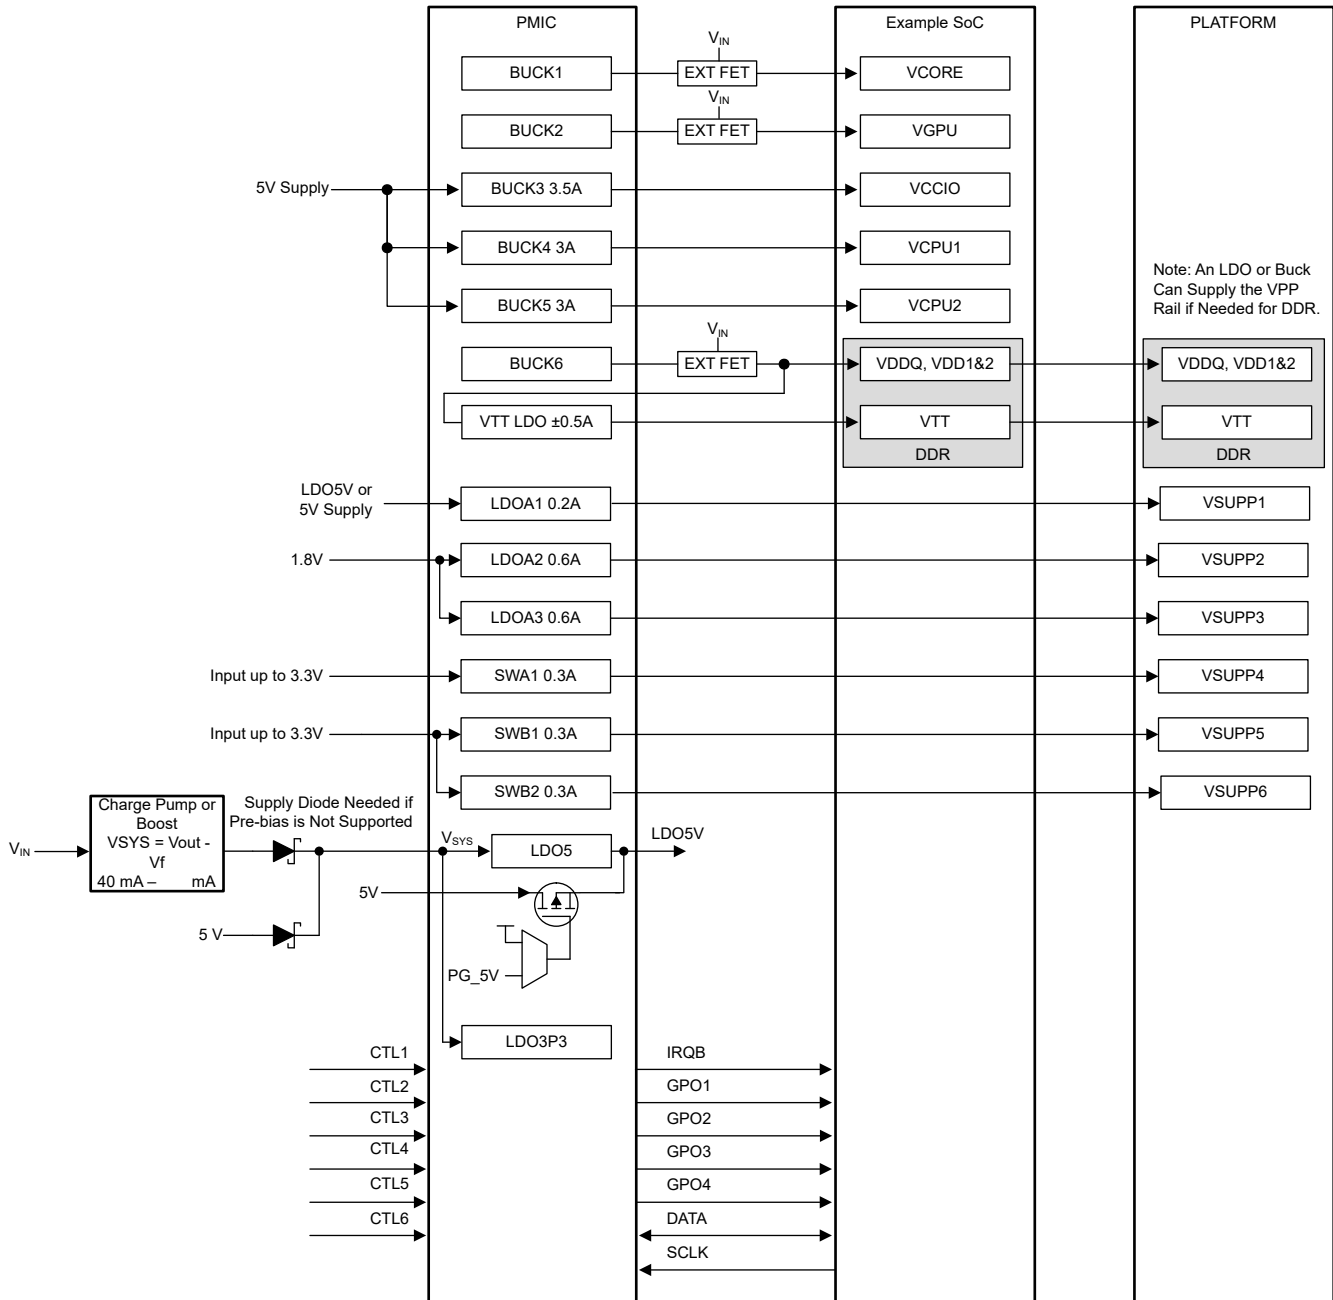 PMIC
Example SoC
PLATFORM
VIN
BUCK1
EXT FET
VCORE
VIN
BUCK2
EXT FET
VGPU
5V Supply
BUCK3 3.5A
VCCIO
BUCK4 3A
VCPU1
Note: An LDO or Buck
Can Supply the VPP
Rail if Needed for DDR.
BUCK5 3A
VCPU2
VIN
BUCK6
EXT FET
VDDQ, VDD1&2
VDDQ, VDD1&2
VTT LDO ±0.5A
VTT
VTT
DDR
DDR
LDO5V or
5V Supply
LDOA1 0.2A
VSUPP1
1.8V
LDOA2 0.6A
VSUPP2
LDOA3 0.6A
VSUPP3
Input up to 3.3V
SWA1 0.3A
VSUPP4
Input up to 3.3V
SWB1 0.3A
VSUPP5
SWB2 0.3A
VSUPP6
VIN
Charge Pump or
Boost
VSYS = Vout -
Vf
40 mA – mA
Supply Diode Needed if
Pre-bias is Not Supported
VSYS
LDO5
LDO5V
5V
5 V
PG_5V
LDO3P3
CTL1
IRQB
CTL2
GPO1
CTL3
GPO2
CTL4
GPO3
CTL5
GPO4
CTL6
DATA
SCLK